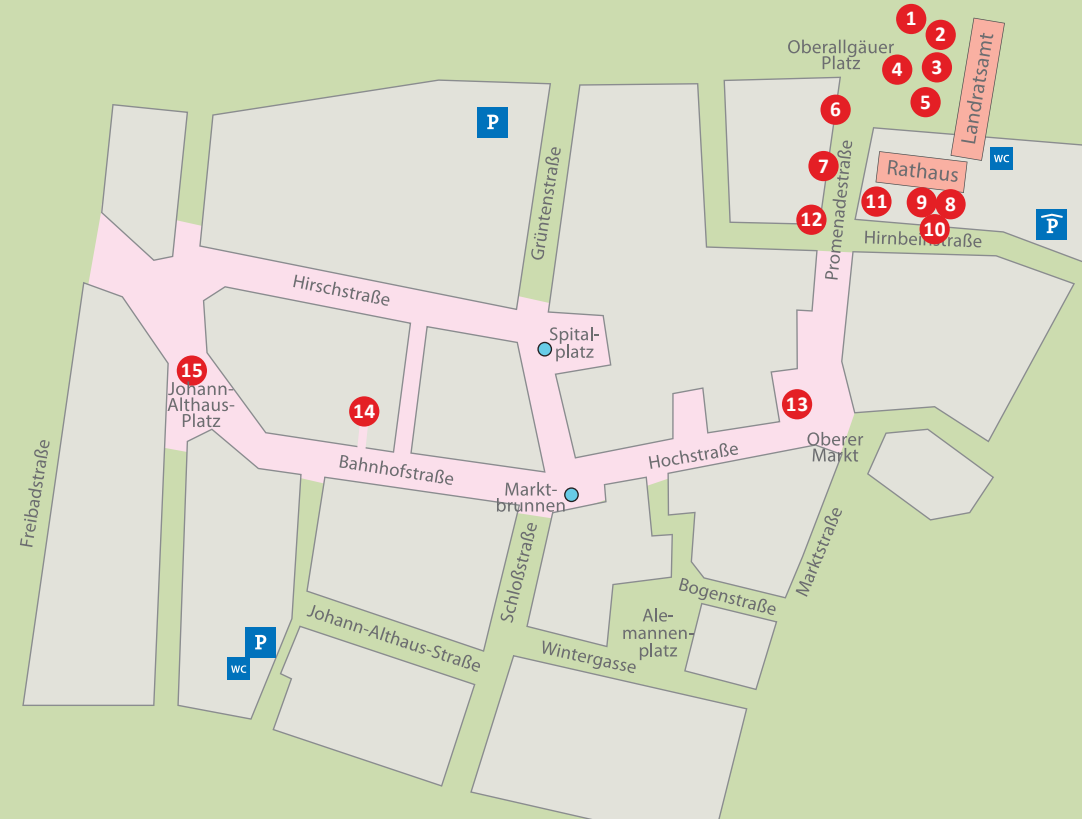 1
2
Oberallgäuer
Platz
3
4
Landratsamt
5
6
P
Grüntenstraße
7
Promenadestraße
Rathaus
WC
11
9
8
12
10
P
Hirnbeinstraße
Hirschstraße
Spital-
platz
15
Johann-
Althaus-
Platz
14
13
Oberer
Markt
Hochstraße
Bahnhofstraße
Markt-
brunnen
Freibadstraße
Schloßstraße
Marktstraße
Bogenstraße
Johann-Althaus-Straße
Ale-
mannen-
platz
Wintergasse
P
WC